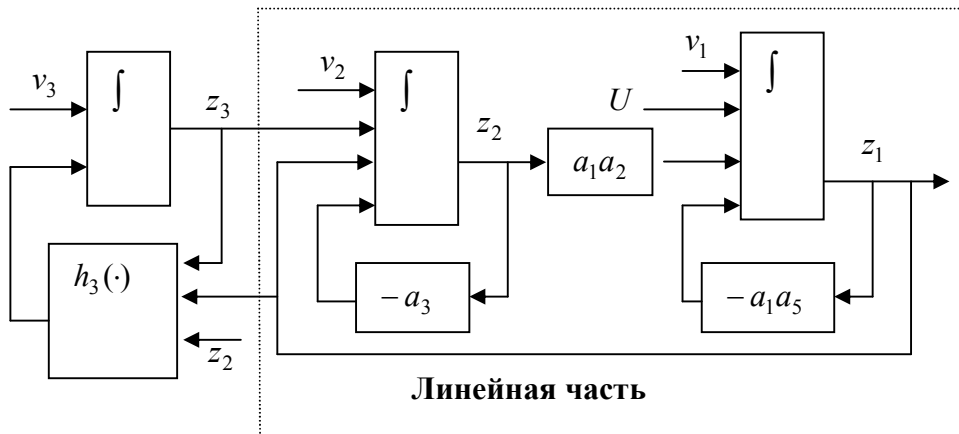 v₃
∫
z₃
v₂
∫
z₂
a₁a₂
v₁
U
∫
z₁
h₃(·)
z₂
−a₃
−a₁a₅
Линейная часть